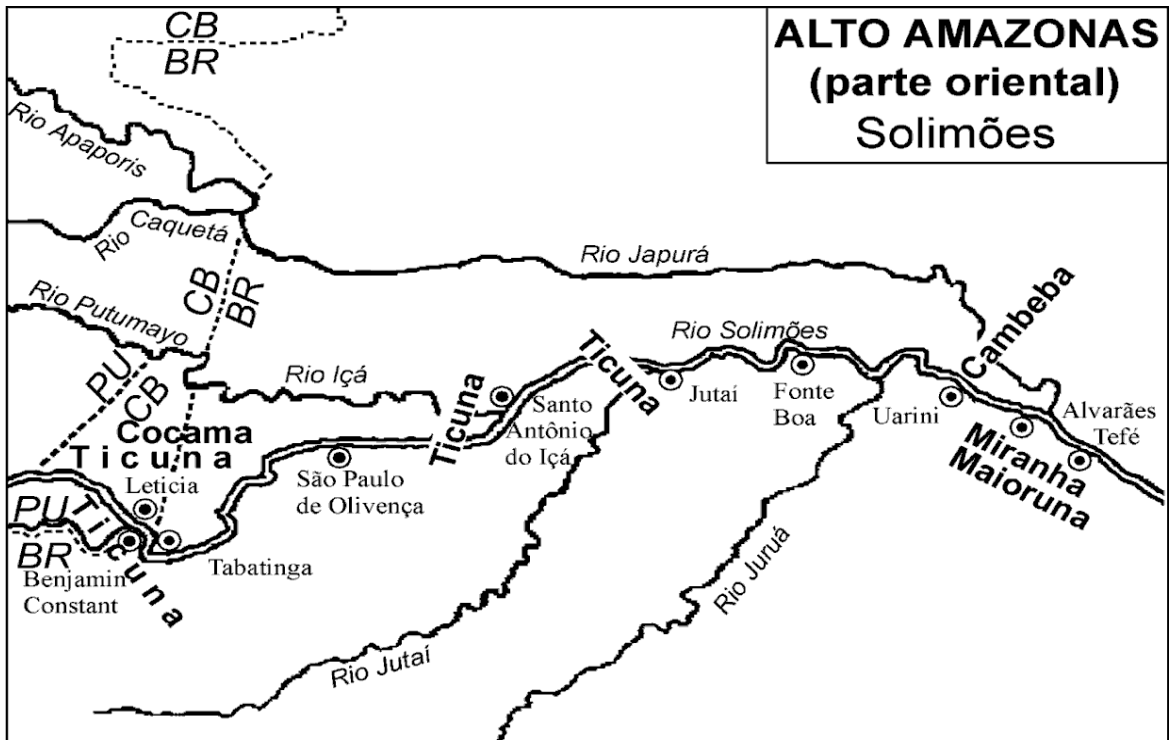 CB
BR
ALTO AMAZONAS
(parte oriental)
Solimões
Rio Apaporis
Rio Caquetá
CB
BR
Rio Japurá
Rio Putumayo
PU
CB
Rio Içá
Rio Solimões
Cambeba
Ticuna
Ticuna
Cocama
Ticuna
Leticia
São Paulo
de Olivença
Santo
Antônio
do Içá
Jutaí
Fonte
Boa
Uarini
Alvarães
Tefé
Miranha
Maioruna
PU
BR
Ticuna
Benjamin
Constant
Tabatinga
Rio Jutaí
Rio Juruá